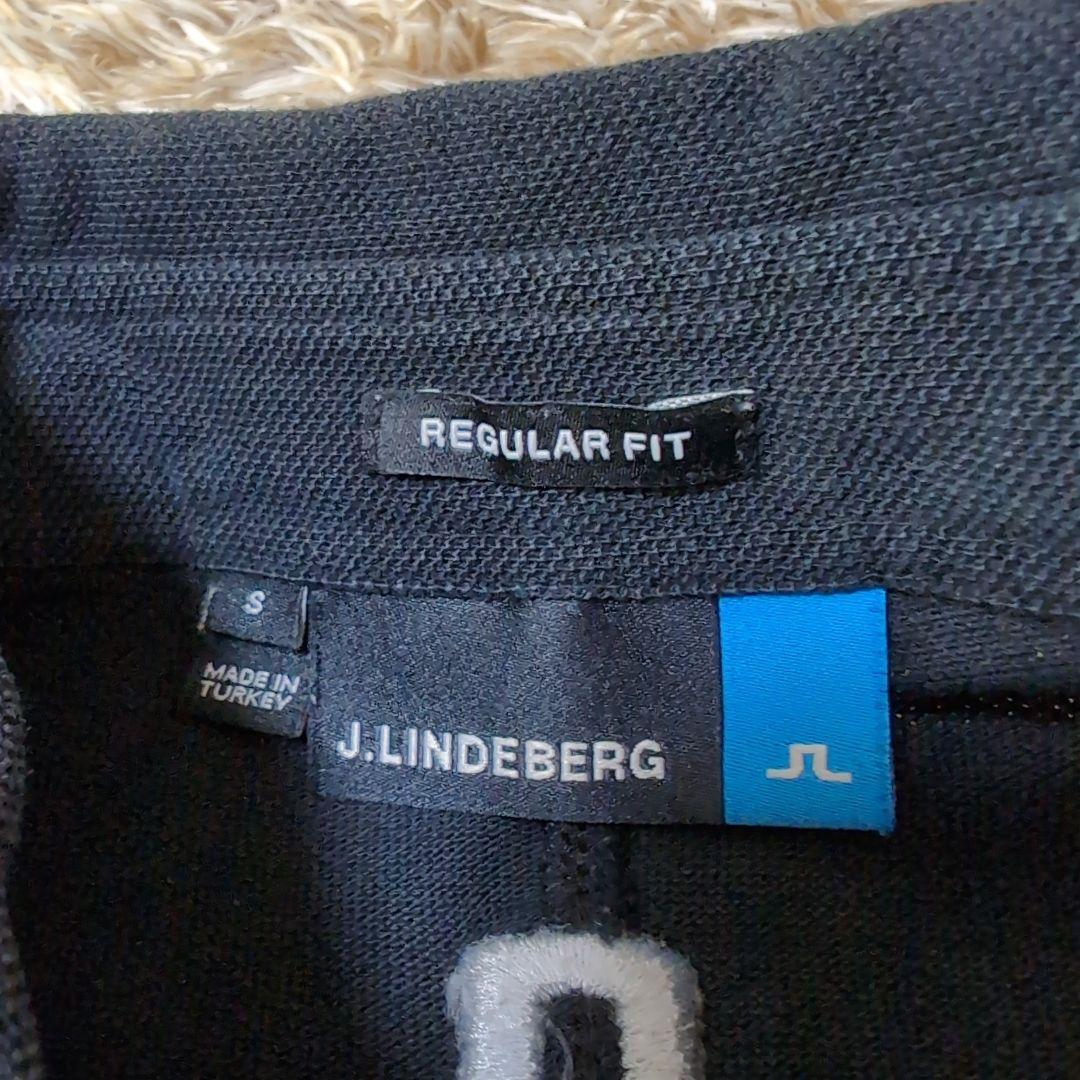 REGULAR FIT
S
MADE IN
TURKEY
J.LINDEBERG